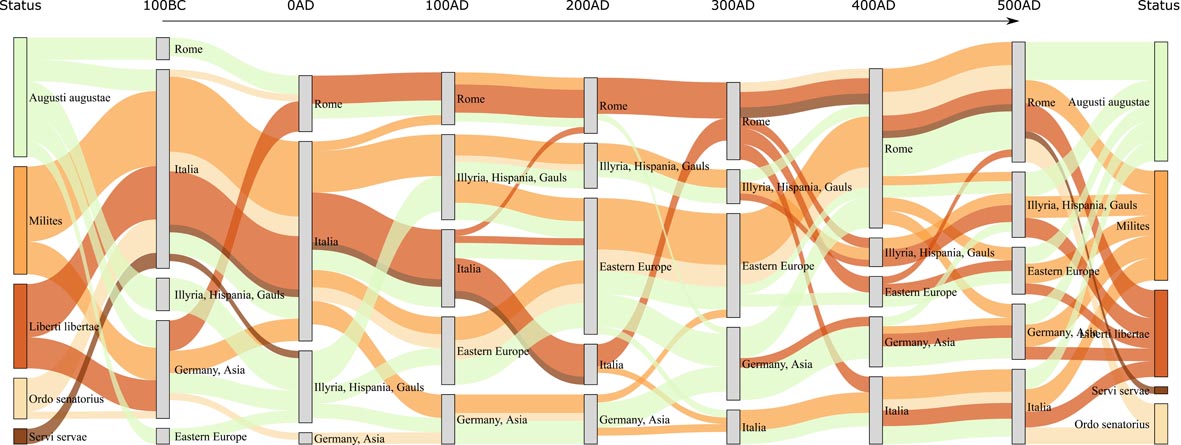 Status 100BC 0AD 100AD 200AD 300AD 400AD 500AD Status
Augusti augustae
Milites
Liberti libertae
Ordo senatorius
Servi servae
Rome
Italia
Illyria, Hispania, Gauls
Germany, Asia
Eastern Europe
Rome
Italia
Illyria, Hispania, Gauls
Germany, Asia
Rome
Illyria, Hispania, Gauls
Italia
Eastern Europe
Germany, Asia
Rome
Illyria, Hispania, Gauls
Eastern Europe
Italia
Germany, Asia
Rome
Illyria, Hispania, Gauls
Eastern Europe
Germany, Asia
Italia
Rome
Illyria, Hispania, Gauls
Eastern Europe
Germany, Asia
Italia
Rome
Illyria, Hispania, Gauls
Eastern Europe
Germany, Asia
Italia
Augusti augustae
Milites
Liberti libertae
Servi servae
Ordo senatorius